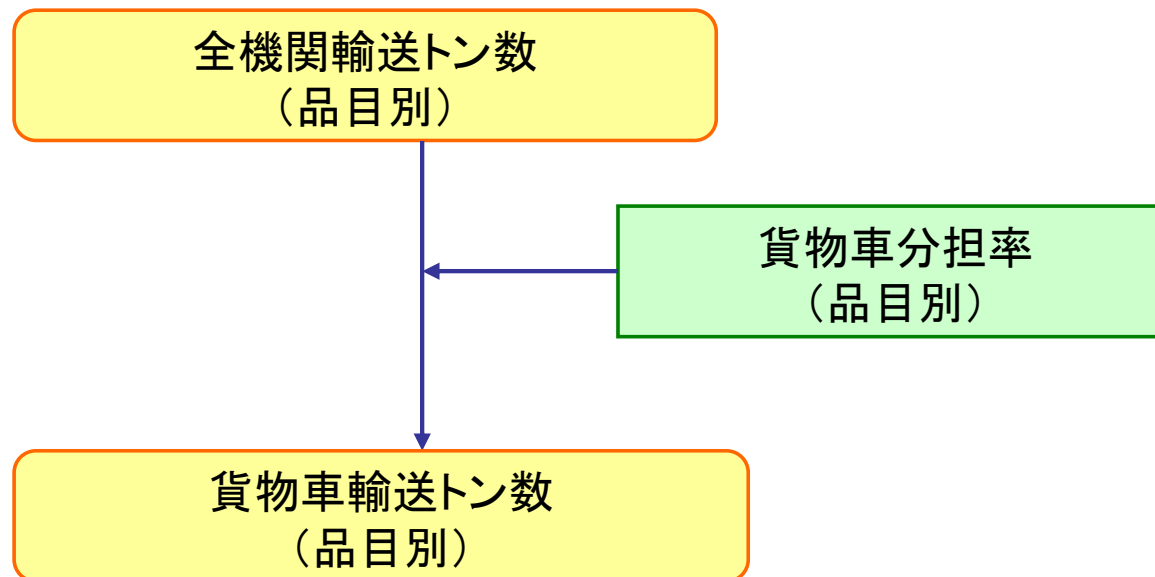 全機関輸送トン数
（品目別）
貨物車分担率
（品目別）
貨物車輸送トン数
（品目別）